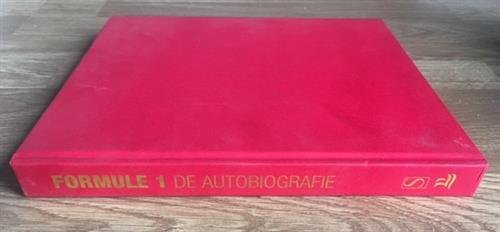 FORMULE 1 DE AUTOBIOGRAFIE